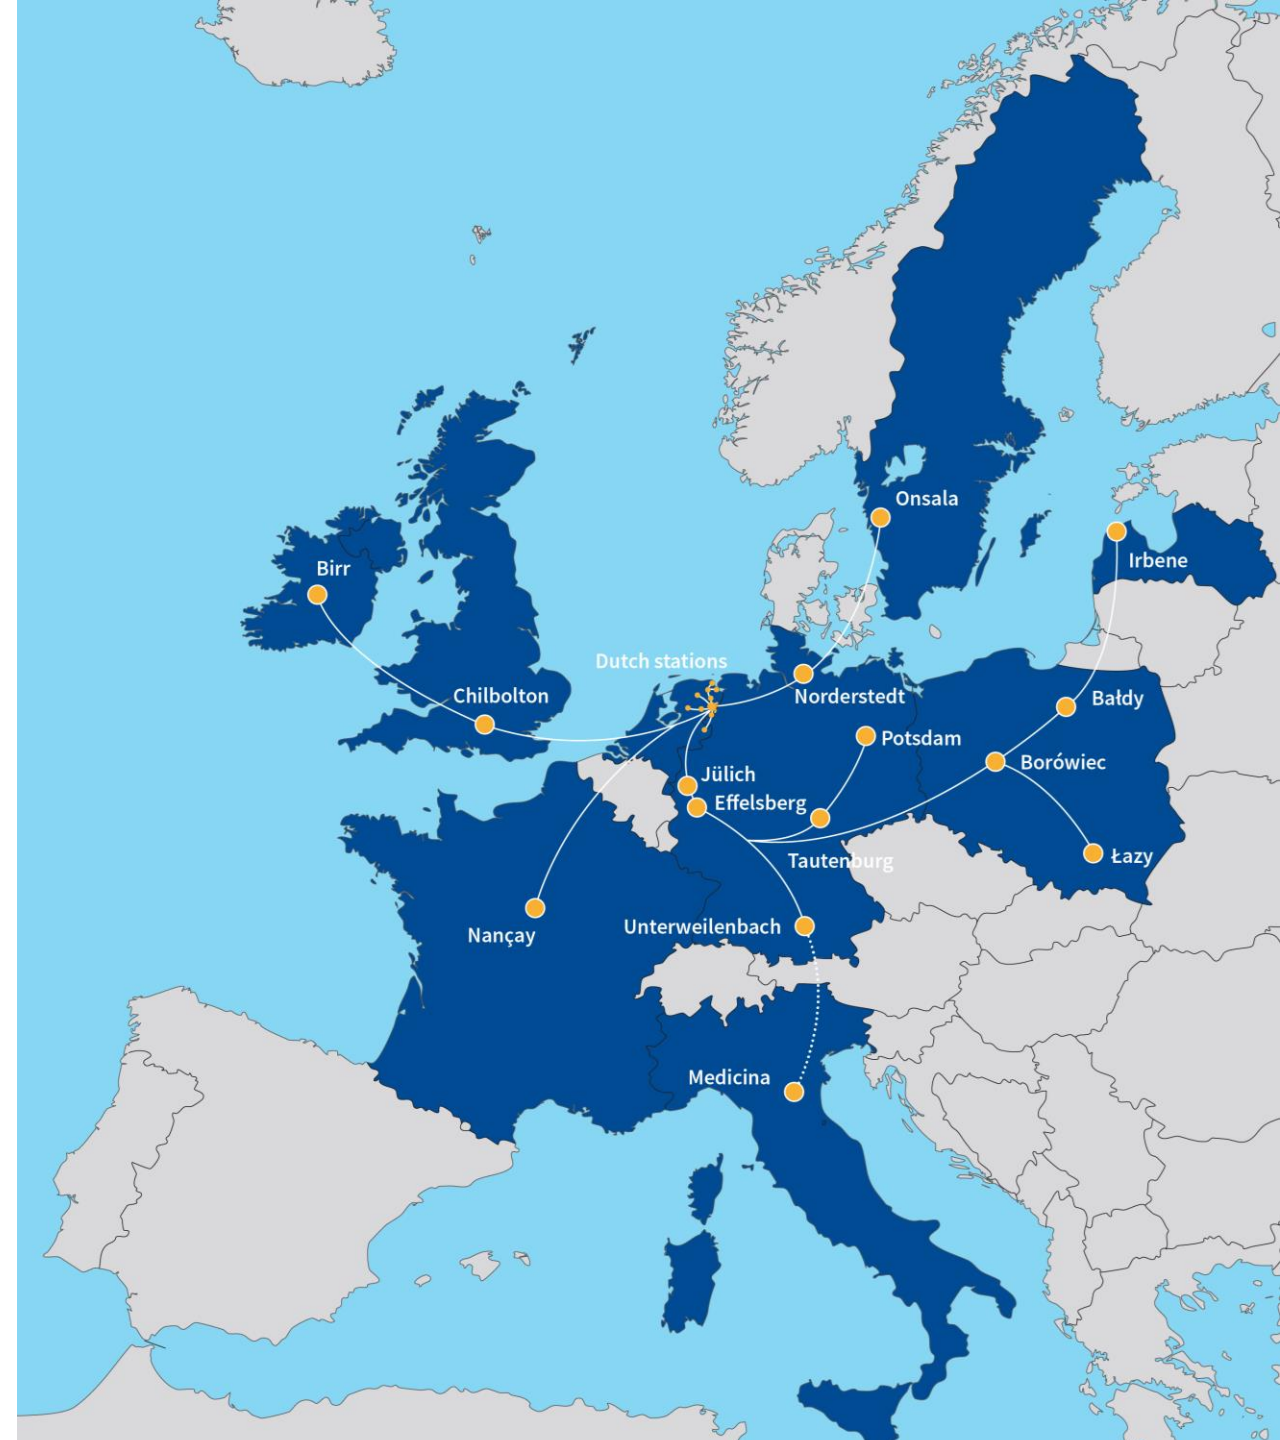 Onsala
Irbene
Birr
Dutch stations
Chilbolton
Norderstedt
Bałdy
Potsdam
Borówiec
Jülich
Effelsberg
Tautenburg
Łazy
Unterweilenbach
Nançay
Medicina